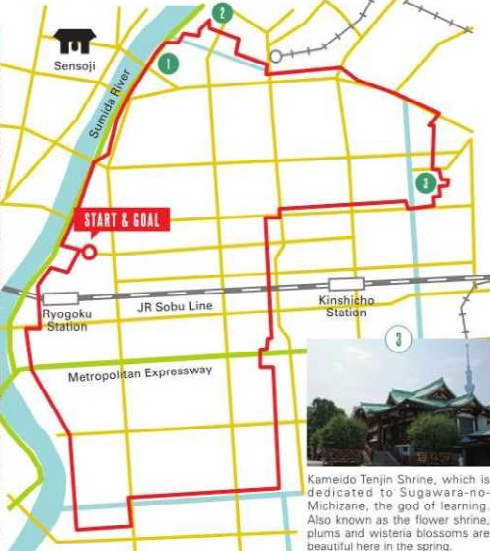 2
Sensoji
1
Sumida River
3
START & GOAL
Ryogoku
Station
JR Sobu Line
Kinshicho
Station
3
Metropolitan Expressway
Kameido Tenjin Shrine, which is
dedicated to Sugawara-no-
Michizane, the god of learning.
Also known as the flower shrine,
plums and wisteria blossoms are
beautiful here in the spring.